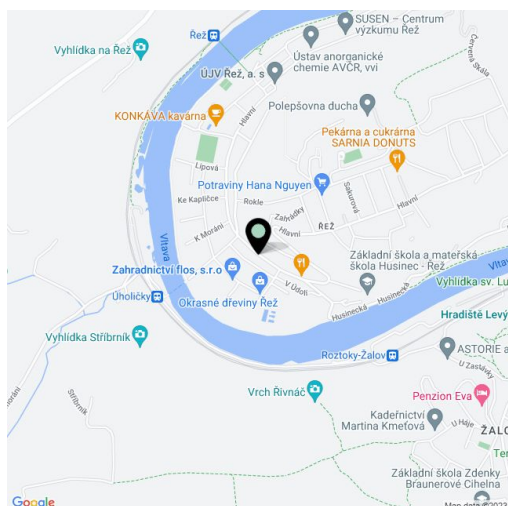 SUSEN – Centrum
výzkumu Řež
Řež
Vyhlídka na Řež
Ústav anorganické
chemie AVČR, vvi
ÚJV Řež, a. s
Červená Skála
Polepšovna ducha
KONKÁVA kavárna
Hlavní
Pekárna a cukrárna
SARNIA DONUTS
Lipová
Potraviny Hana Nguyen
Sakurová
Ke Kapličce
Rokle
Zahrádky
Hlavní
Hlavní
ŘEŽ
K Moráni
Vltava
Základní škola a mateřská
škola Husinec - Řež
Zahradnictví flos, s.r.o
V Údolí
Okrasné dřeviny Řež
Úholičky
Husinecká
Husinecká
Vltava
Vyhlídka sv. Lu
Hradiště Levý
Vyhlídka Stříbrník
Roztoky-Žalov
ASTORIE a
U Zastávky
Moráni
Stříbrník
Vrch Řivnáč
Penzion Eva
Kadeřnictví
Martina Kmeťová
U Háje
ŽALO
Ter
Základní škola Zdenky
Braunerové Cihelna
Google
Map data ©2023